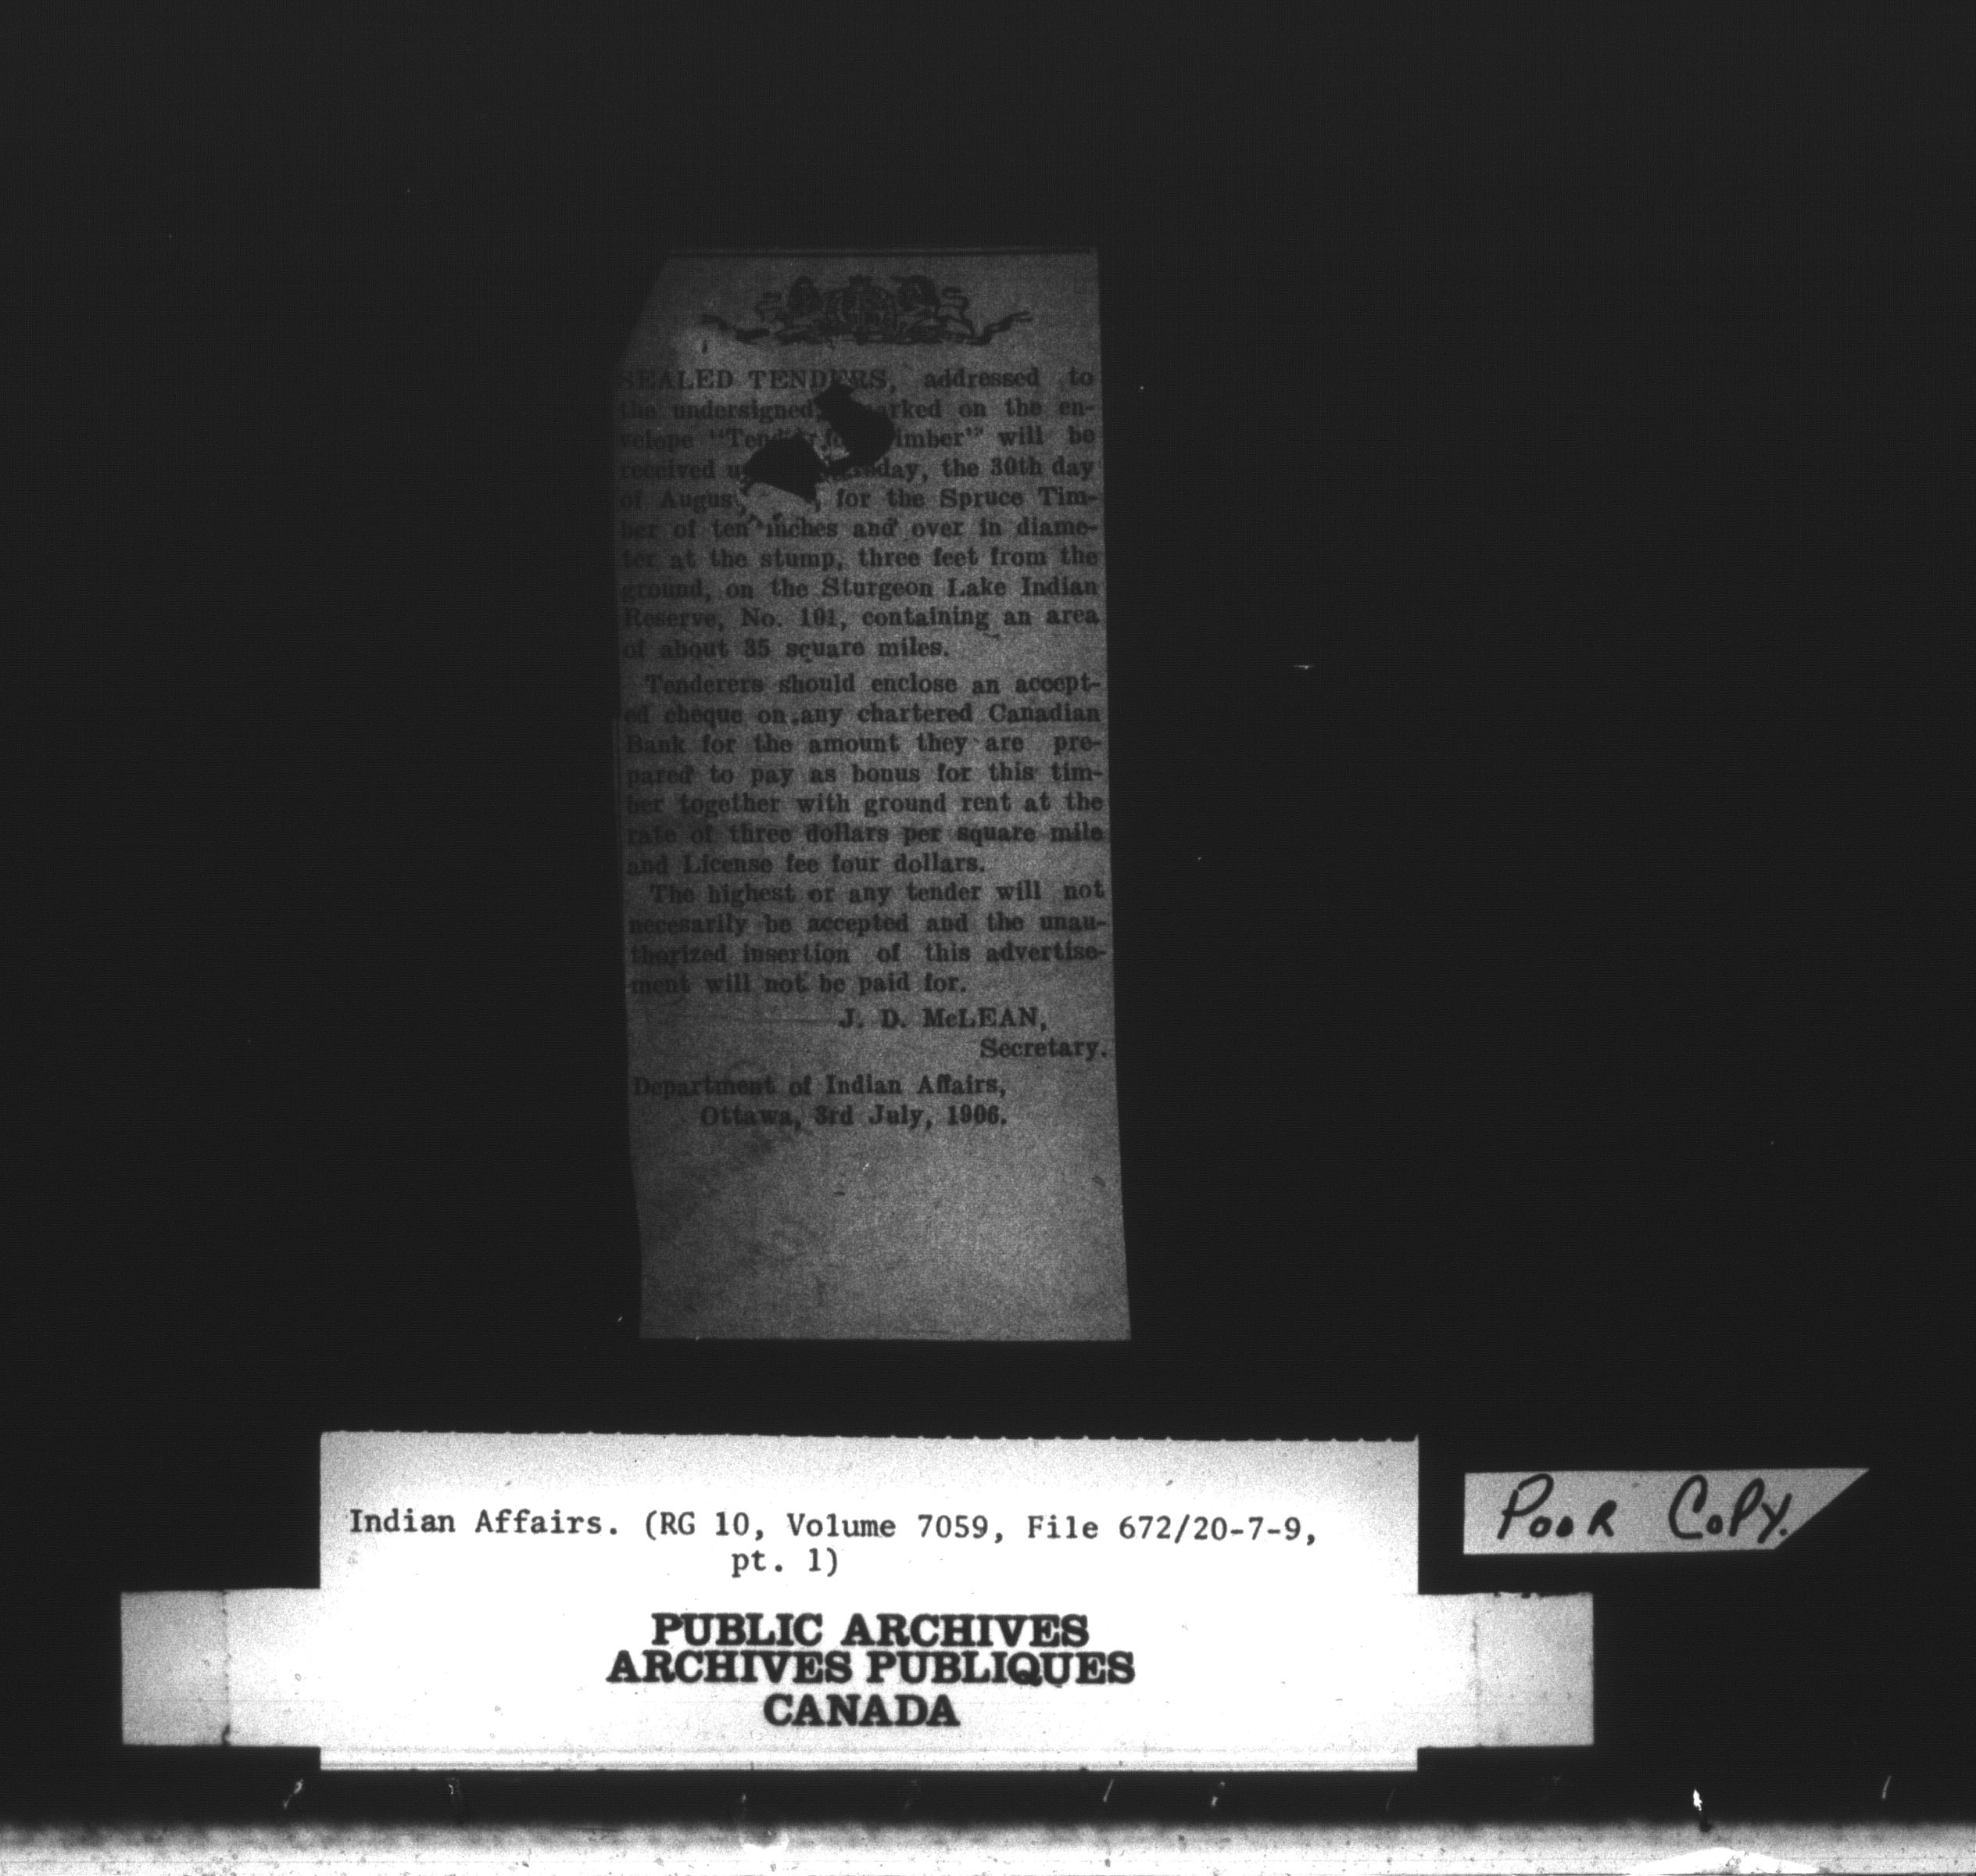 SEALED TENDERS, addressed to
the undersigned, marked on the en-
velope "Tender for Timber" will be
received u day, the 30th day
of Augus , for the Spruce Tim-
ber of ten inches and over in diame-
ter at the stump, three feet from the
ground, on the Sturgeon Lake Indian
Reserve, No. 101, containing an area
of about 35 square miles.
Tenderers should enclose an accept-
ed cheque on any chartered Canadian
Bank for the amount they are pre-
pared to pay as bonus for this tim-
ber together with ground rent at the
rate of three dollars per square mile
and License fee four dollars.
The highest or any tender will not
necesarily be accepted and the unau-
thorized insertion of this advertise-
ment will not be paid for.
J. D. McLEAN,
Secretary.
Department of Indian Affairs,
Ottawa, 3rd July, 1906.
Indian Affairs. (RG 10, Volume 7059, File 672/20-7-9,
pt. 1)
POOR COPY.
PUBLIC ARCHIVES
ARCHIVES PUBLIQUES
CANADA